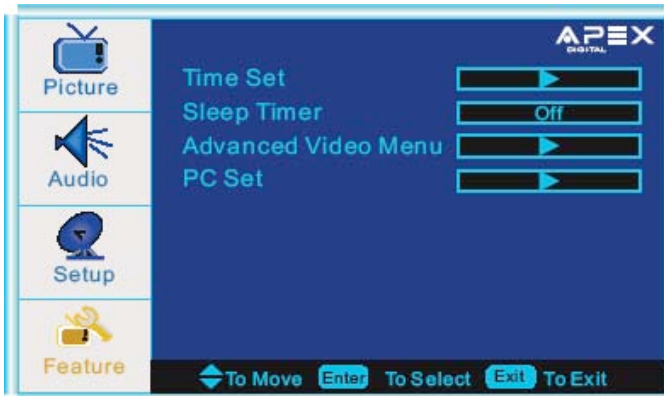 APEX
DIGITAL
Picture
Audio
Setup
Feature
Time Set
Sleep Timer Off
Advanced Video Menu
PC Set
To Move Enter To Select Exit To Exit